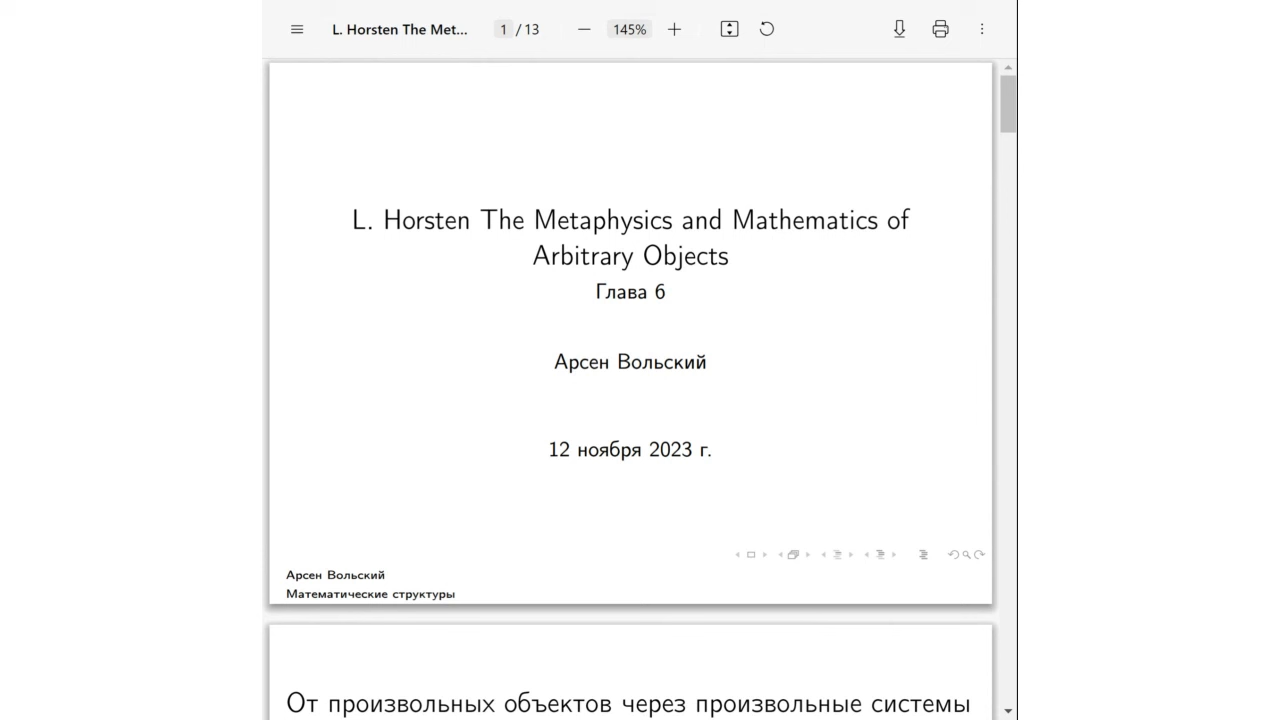 L. Horsten The Met...
1 / 13
145%
L. Horsten The Metaphysics and Mathematics of
Arbitrary Objects
Глава 6
Арсен Вольский
12 ноября 2023 г.
Арсен Вольский
Математические структуры
От произвольных объектов через произвольные системы